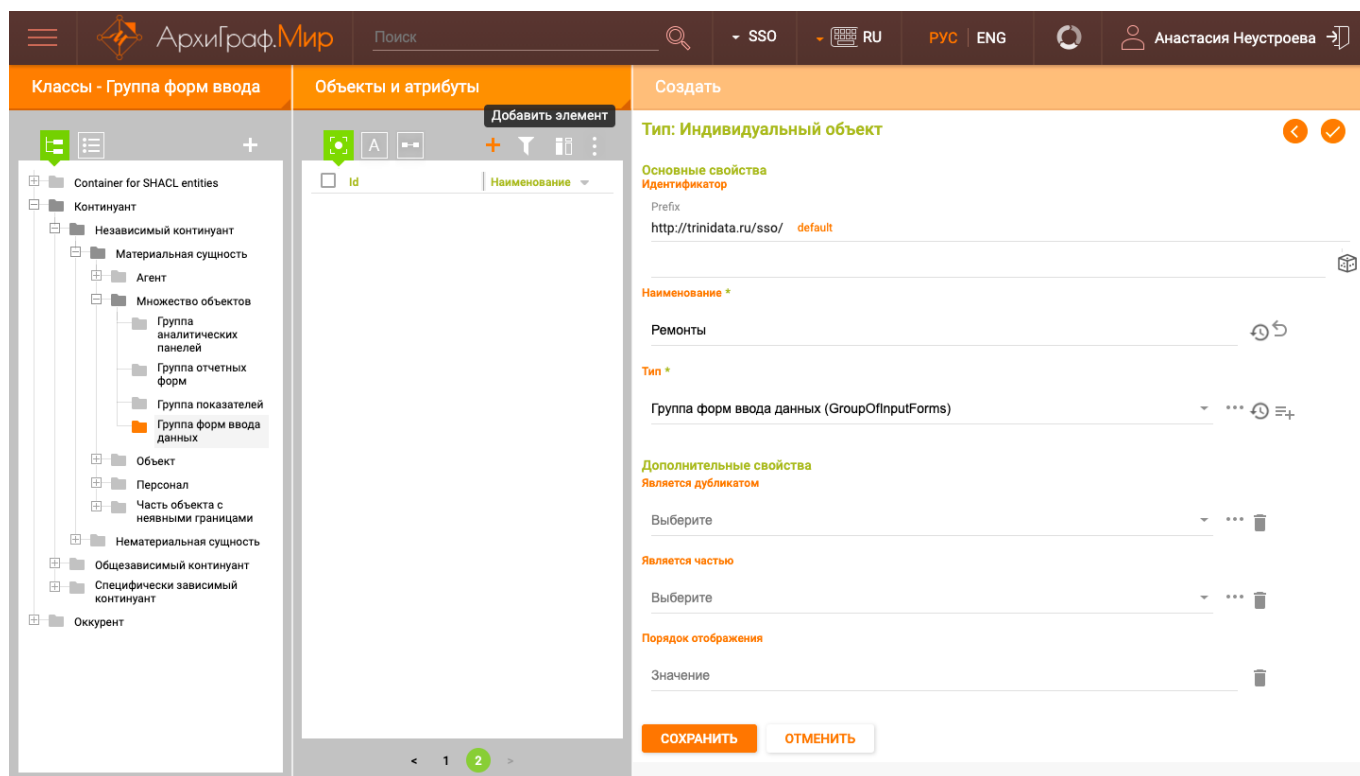 АрхиГраф.Мир
Поиск
SSO
RU
РУС | ENG
Анастасия Неустроева
Классы - Группа форм ввода
Объекты и атрибуты
Создать
Добавить элемент
A
Id
Наименование
Container for SHACL entities
Континуант
Независимый континуант
Материальная сущность
Агент
Множество объектов
Группа
аналитических
панелей
Группа отчетных
форм
Группа показателей
Группа форм ввода
данных
Объект
Персонал
Часть объекта с
неявными границами
Нематериальная сущность
Общезависимый континуант
Специфически зависимый
континуант
Оккурент
< 1 2 >
Тип: Индивидуальный объект
Основные свойства
Идентификатор
Prefix
http://trinidata.ru/sso/ default
Наименование *
Ремонты
Тип *
Группа форм ввода данных (GroupOfInputForms)
Дополнительные свойства
Является дубликатом
Выберите
Является частью
Выберите
Порядок отображения
Значение
СОХРАНИТЬ
ОТМЕНИТЬ